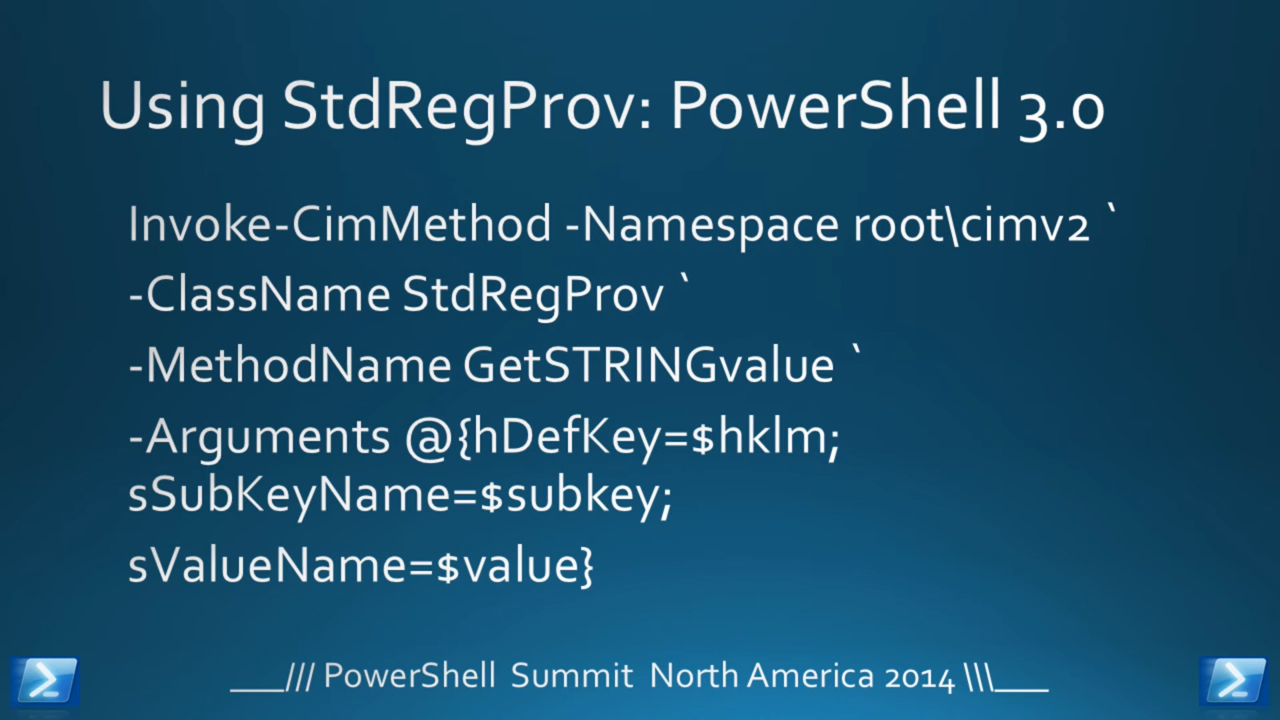 Using StdRegProv: PowerShell 3.0
Invoke-CimMethod -Namespace root\cimv2 `
-ClassName StdRegProv `
-MethodName GetSTRINGvalue `
-Arguments @{hDefKey=$hklm;
sSubKeyName=$subkey;
sValueName=$value}
___/// PowerShell Summit North America 2014 \\\___